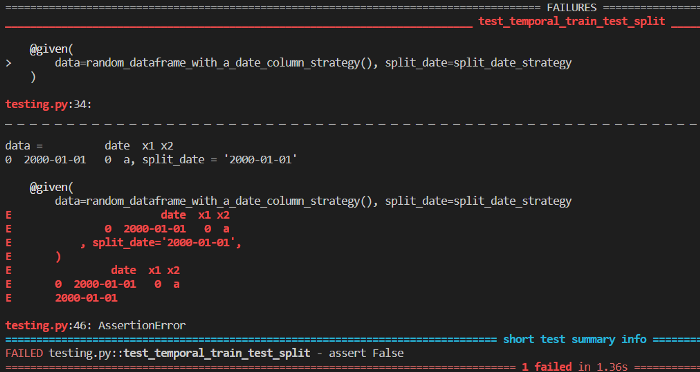 FAILURES
test_temporal_train_test_split
@given(
> data=random_dataframe_with_a_date_column_strategy(), split_date=split_date_strategy
)
testing.py:34:
data = date x1 x2
0 2000-01-01 0 a, split_date = '2000-01-01'
@given(
data=random_dataframe_with_a_date_column_strategy(), split_date=split_date_strategy
E date x1 x2
E 0 2000-01-01 0 a
E , split_date='2000-01-01',
E )
E date x1 x2
E 0 2000-01-01 0 a
E 2000-01-01
testing.py:46: AssertionError
short test summary info
FAILED testing.py::test_temporal_train_test_split - assert False
1 failed in 1.36s